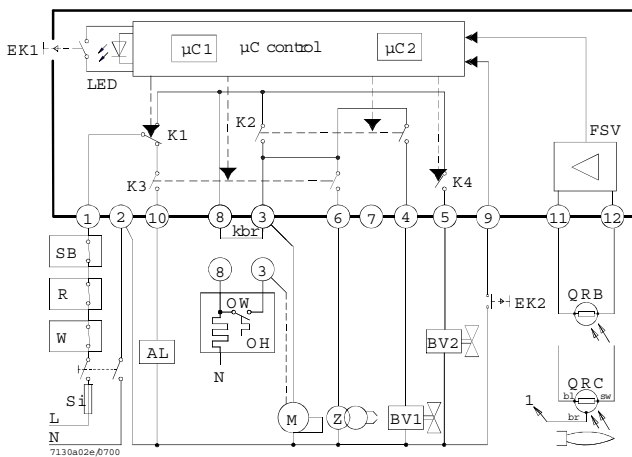 µC1 µC control µC2
EK1
LED
FSV
K1 K2
K3 K4
1 2 10 8 3 6 7 4 5 9 11 12
kbr
SB
8 3
EK2
QRB
R
OW
OH
W
AL
BV2
N
QRC
bl sw
Si
1
br
L
M Z BV1
N
7130a02e/0700